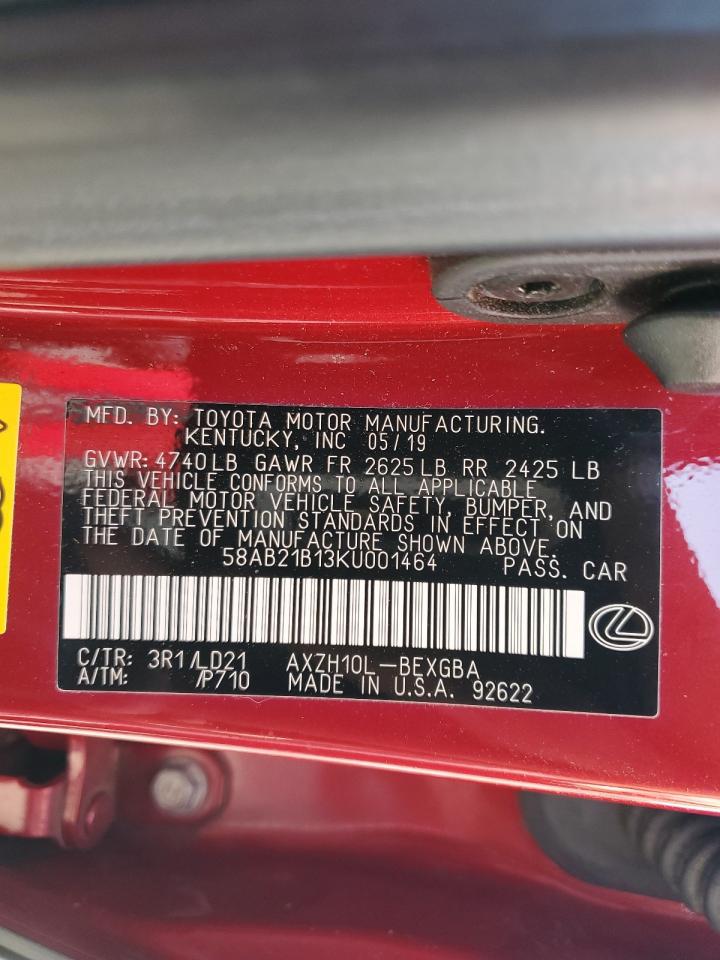 MFD. BY: TOYOTA MOTOR MANUFACTURING.
KENTUCKY, INC 05/19
GVWR: 4740LB GAWR FR 2625LB RR 2425 LB
THIS VEHICLE CONFORMS TO ALL APPLICABLE
FEDERAL MOTOR VEHICLE SAFETY, BUMPER, AND
THEFT PREVENTION STANDARDS IN EFFECT ON
THE DATE OF MANUFACTURE SHOWN ABOVE.
58AB21B13KU001464 PASS. CAR
C/TR: 3R1/LD21 AXZH10L-BEXGBA
A/TM: /P710 MADE IN U.S.A. 92622